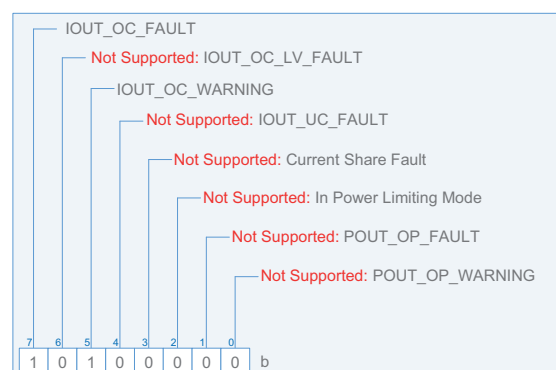 IOUT_OC_FAULT
Not Supported: IOUT_OC_LV_FAULT
IOUT_OC_WARNING
Not Supported: IOUT_UC_FAULT
Not Supported: Current Share Fault
Not Supported: In Power Limiting Mode
Not Supported: POUT_OP_FAULT
Not Supported: POUT_OP_WARNING
7 6 5 4 3 2 1 0
1 0 1 0 0 0 0 0 b